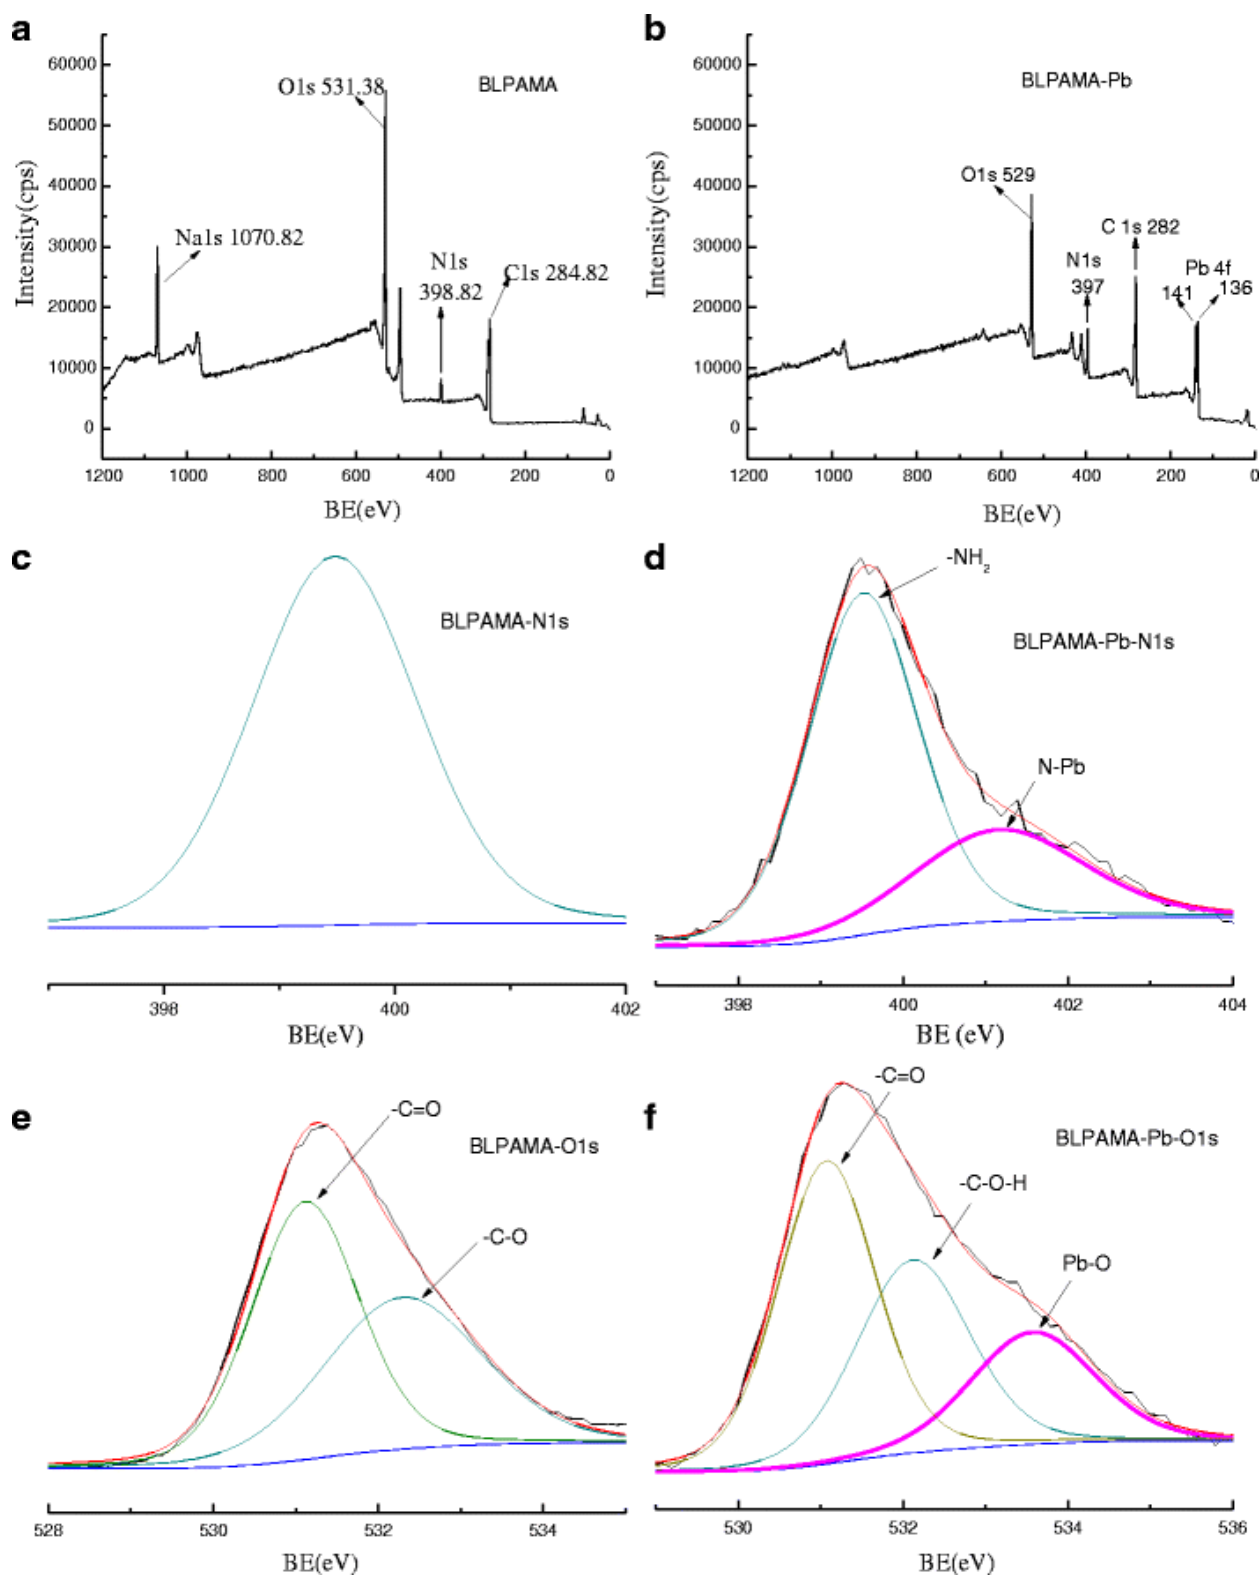 a
BLPAMA
O1s 531.38
Na1s 1070.82
N1s
398.82
C1s 284.82
Intensity(cps)
60000
50000
40000
30000
20000
10000
0
1200 1000 800 600 400 200 0
BE(eV)
b
BLPAMA-Pb
O1s 529
C 1s 282
N1s
397
Pb 4f
141 136
Intensity(cps)
60000
50000
40000
30000
20000
10000
0
1200 1000 800 600 400 200 0
BE(eV)
c
BLPAMA-N1s
398 400 402
BE(eV)
d
-NH2
BLPAMA-Pb-N1s
N-Pb
398 400 402 404
BE (eV)
e
-C=O
BLPAMA-O1s
-C-O
528 530 532 534
BE(eV)
f
-C=O
BLPAMA-Pb-O1s
-C-O-H
Pb-O
530 532 534 536
BE(eV)